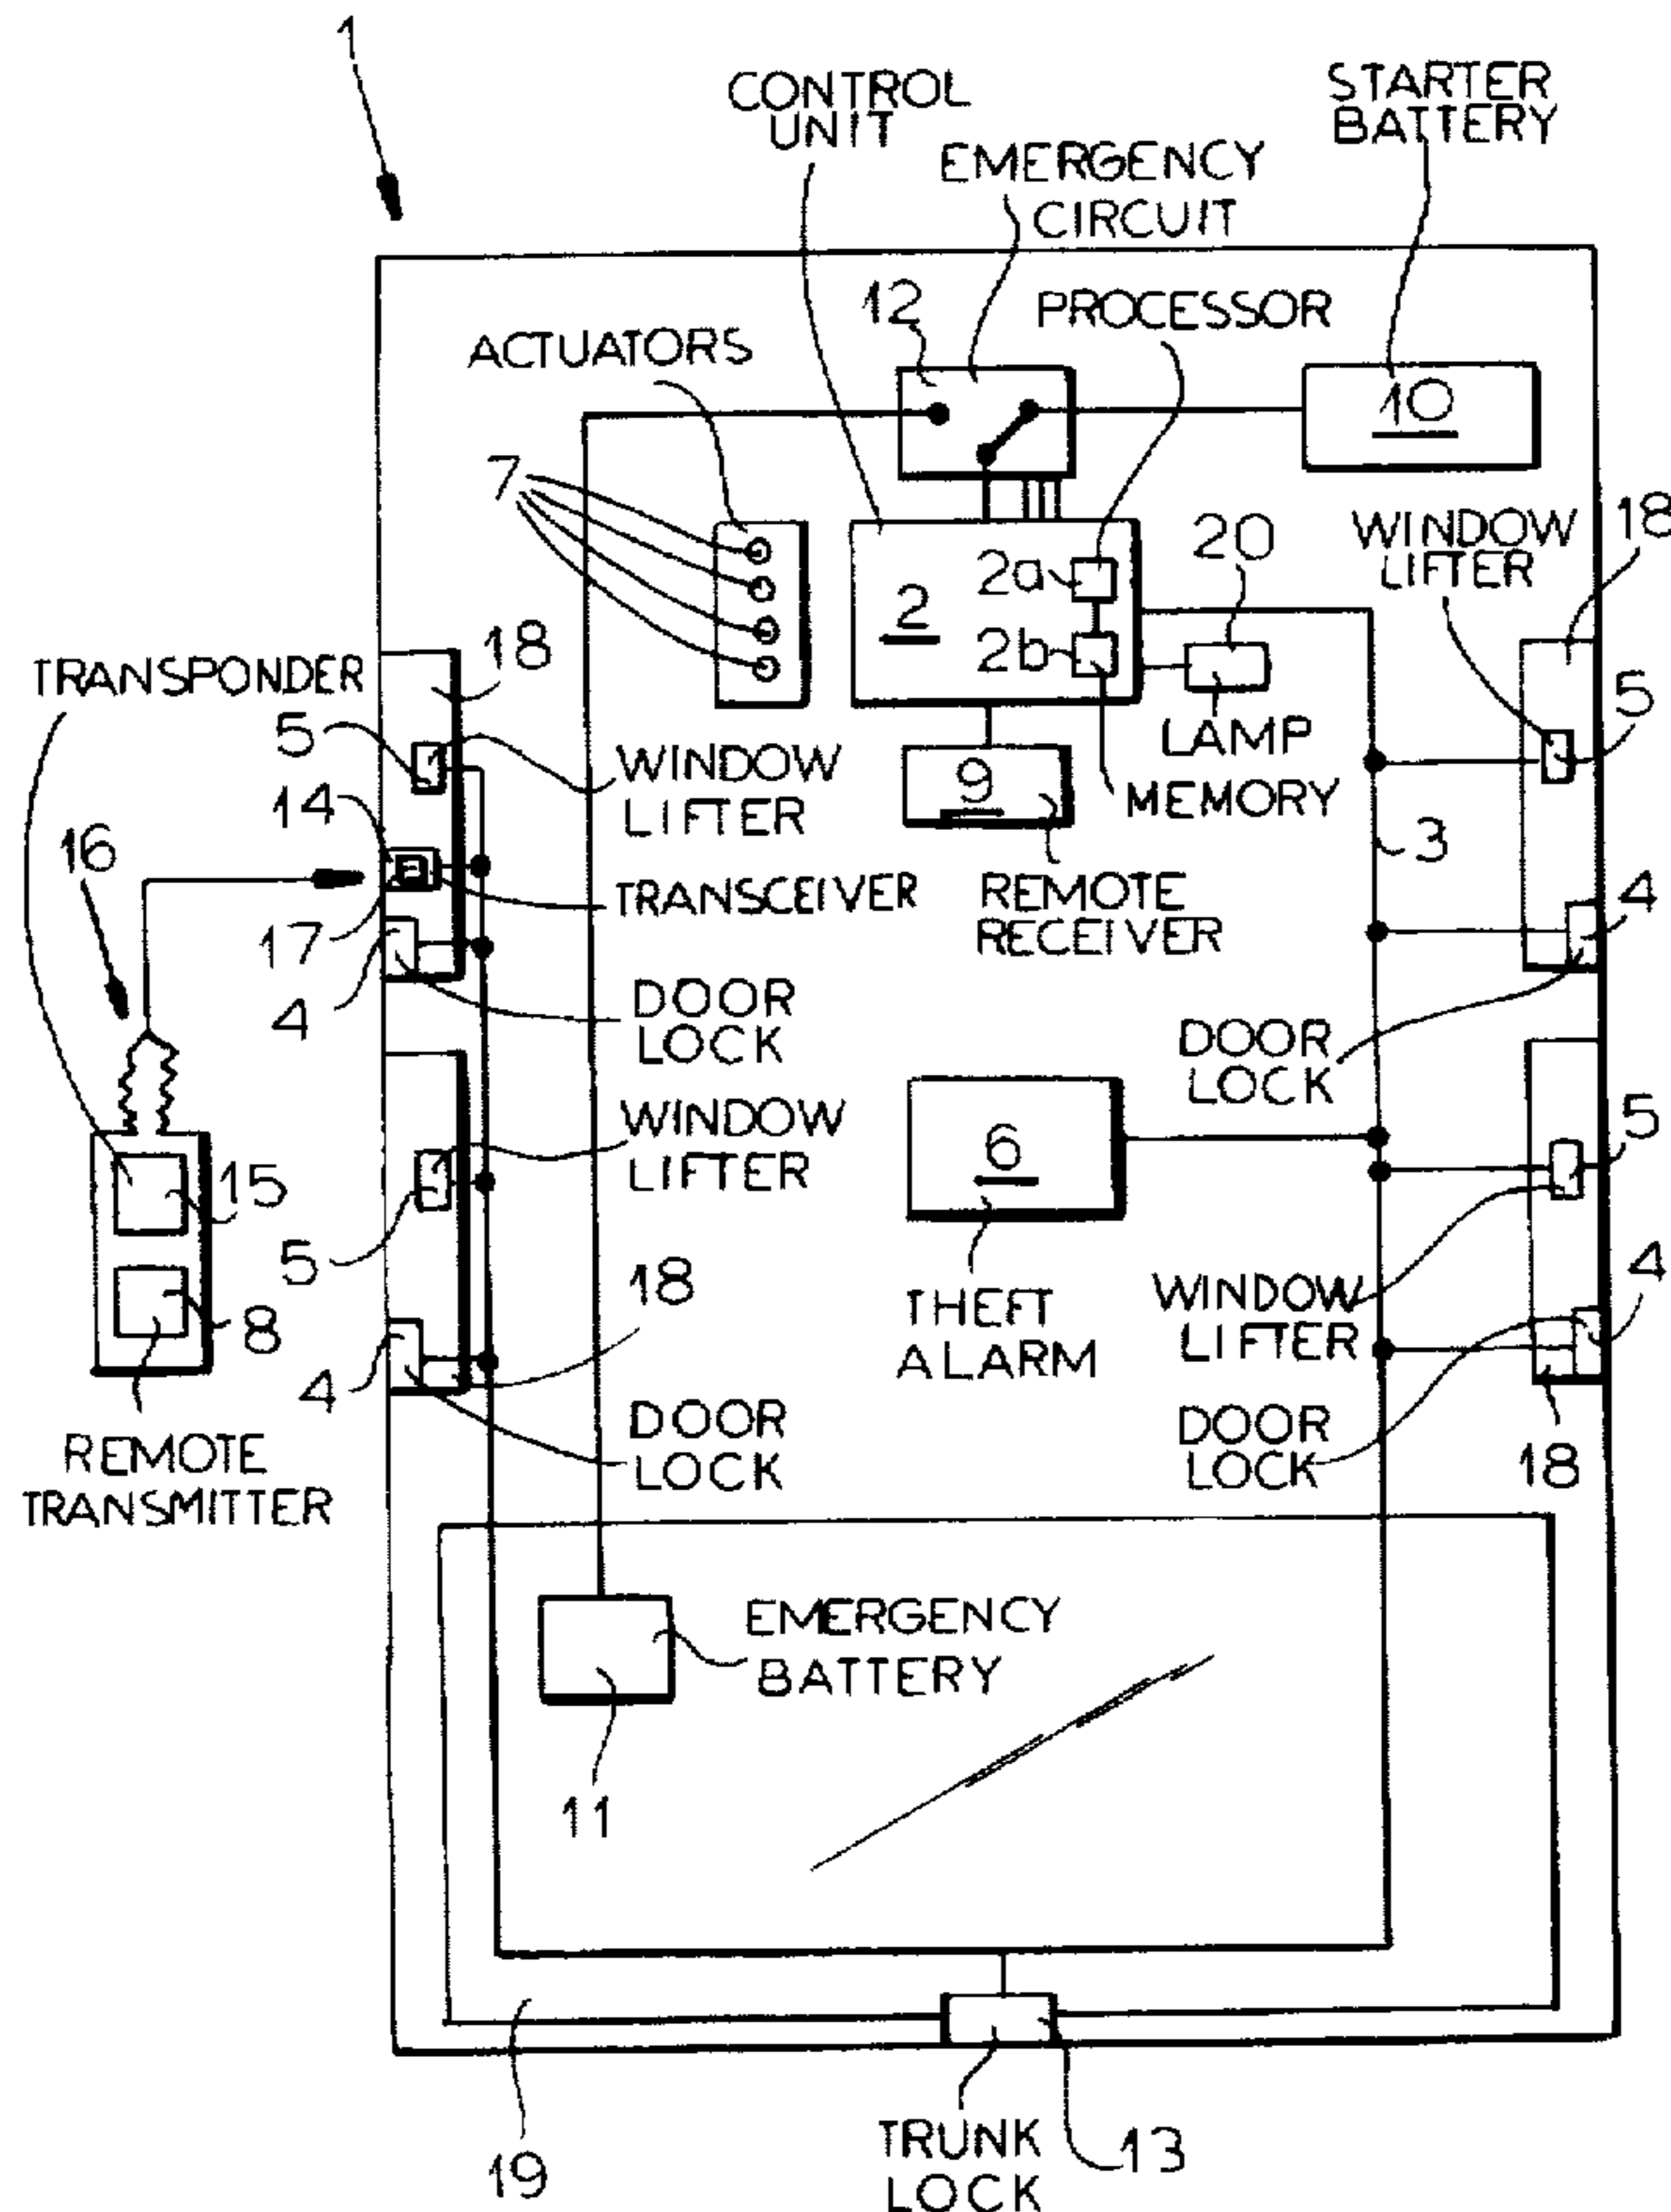 1
CONTROL
UNIT
STARTER
BATTERY
EMERGENCY
CIRCUIT
12
PROCESSOR
ACTUATORS
10
7
18
WINDOW
LIFTER
20
2a
2
2b
18
TRANSPONDER
5
WINDOW
LIFTER
LAMP
5
9
MEMORY
14
16
3
TRANSCEIVER
REMOTE
RECEIVER
4
17
4
DOOR
LOCK
DOOR
LOCK
WINDOW
LIFTER
6
5
15
5
18
8
THEFT
ALARM
WINDOW
LIFTER
4
4
DOOR
LOCK
DOOR
LOCK
18
REMOTE
TRANSMITTER
EMERGENCY
BATTERY
11
19
TRUNK
LOCK
13